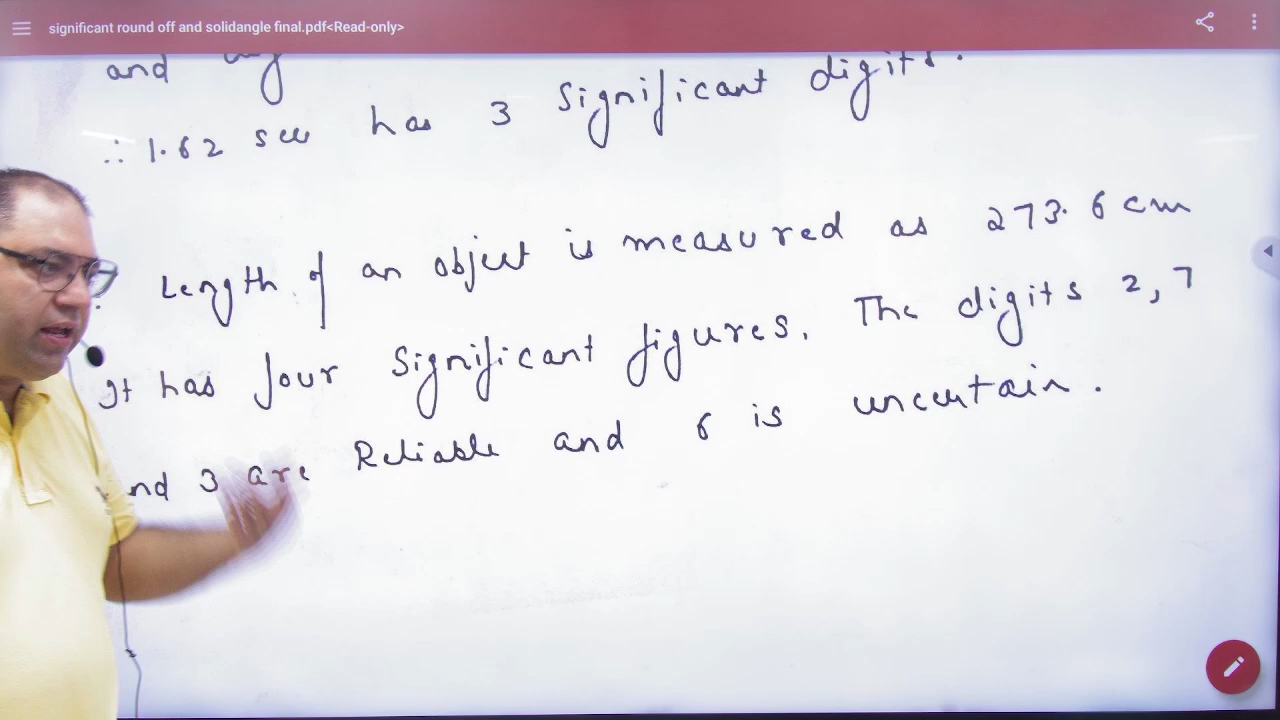 significant round off and solidangle final.pdf<Read-only>
and
∴ 1.62 sec has 3 Significant digits.
Length of an object is measured as 273.6 cm
It has four Significant figures. The digits 2, 7
and 3 are Reliable and 6 is uncertain.